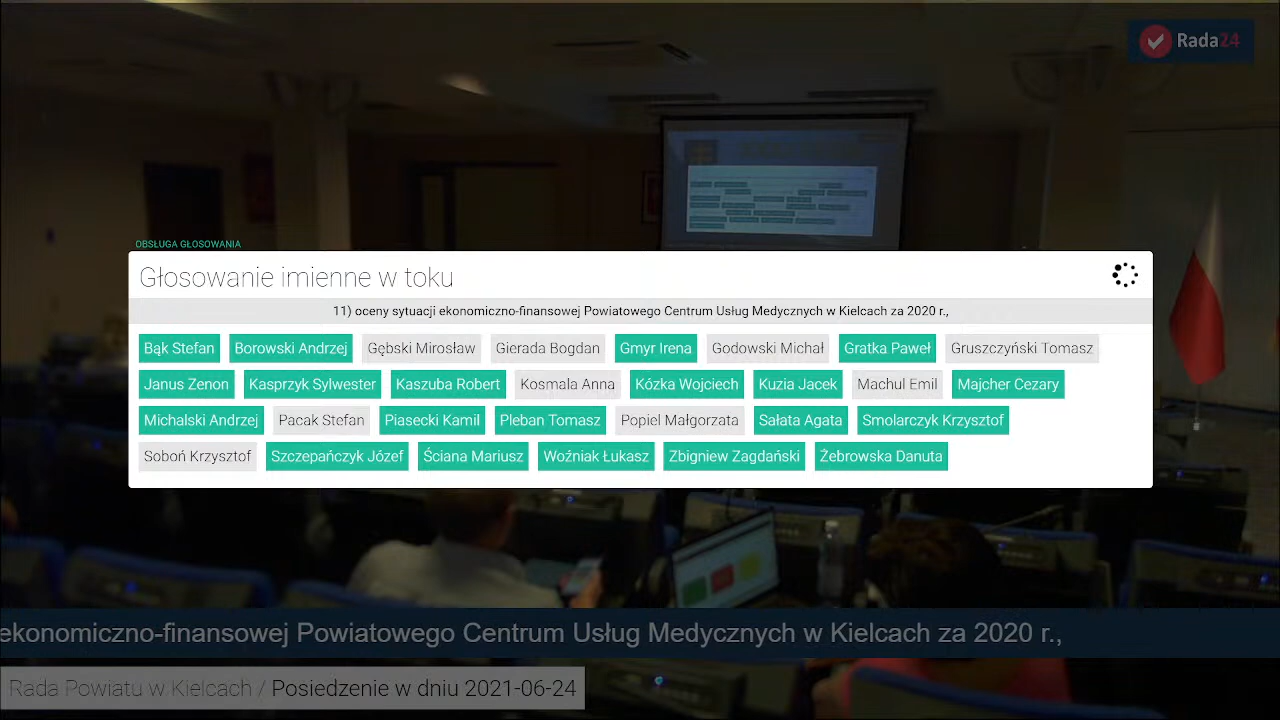 Rada24
OBSŁUGA GŁOSOWANIA
Głosowanie imienne w toku
11) oceny sytuacji ekonomiczno-finansowej Powiatowego Centrum Usług Medycznych w Kielcach za 2020 r.,
Bąk Stefan Borowski Andrzej Gębski Mirosław Gierada Bogdan Gmyr Irena Godowski Michał Gratka Paweł Gruszczyński Tomasz
Janus Zenon Kasprzyk Sylwester Kaszuba Robert Kosmala Anna Kózka Wojciech Kuzia Jacek Machul Emil Majcher Cezary
Michalski Andrzej Pacak Stefan Piasecki Kamil Pleban Tomasz Popiel Małgorzata Sałata Agata Smolarczyk Krzysztof
Soboń Krzysztof Szczepańczyk Józef Ściana Mariusz Woźniak Łukasz Zbigniew Zagdański Żebrowska Danuta
ekonomiczno-finansowej Powiatowego Centrum Usług Medycznych w Kielcach za 2020 r.,
Rada Powiatu w Kielcach / Posiedzenie w dniu 2021-06-24